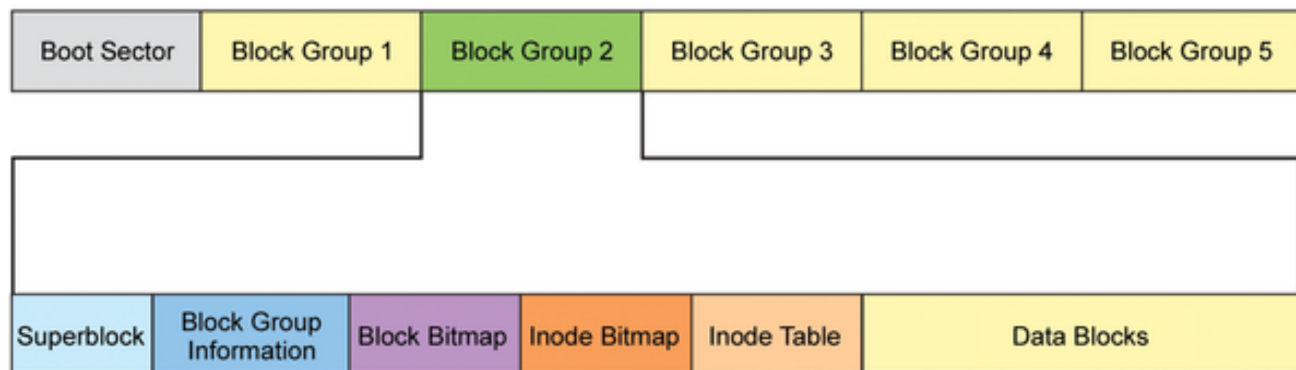 Boot Sector
Block Group 1
Block Group 2
Block Group 3
Block Group 4
Block Group 5
Superblock
Block Group
Information
Block Bitmap
Inode Bitmap
Inode Table
Data Blocks